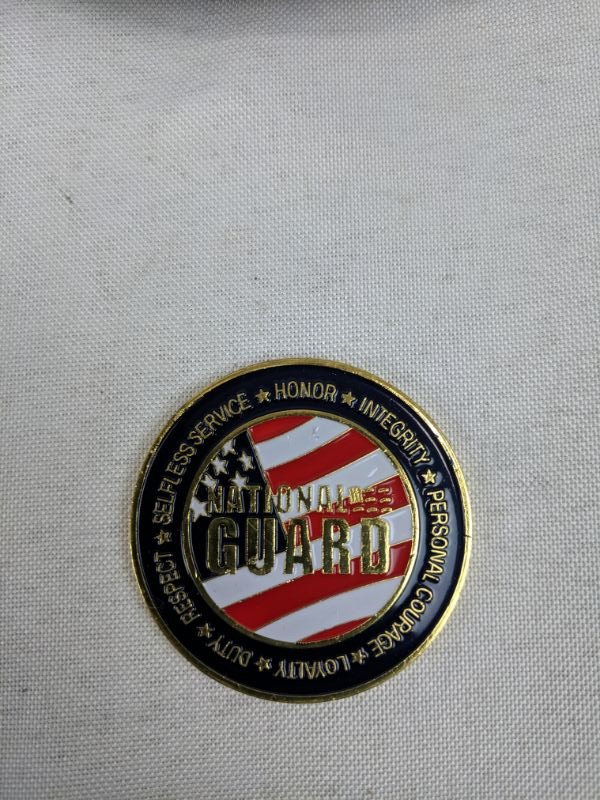 SELFLESS SERVICE ★ HONOR ★ INTEGRITY ★ PERSONAL COURAGE ★ LOYALTY ★ DUTY ★ RESPECT ★
NATIONAL
GUARD